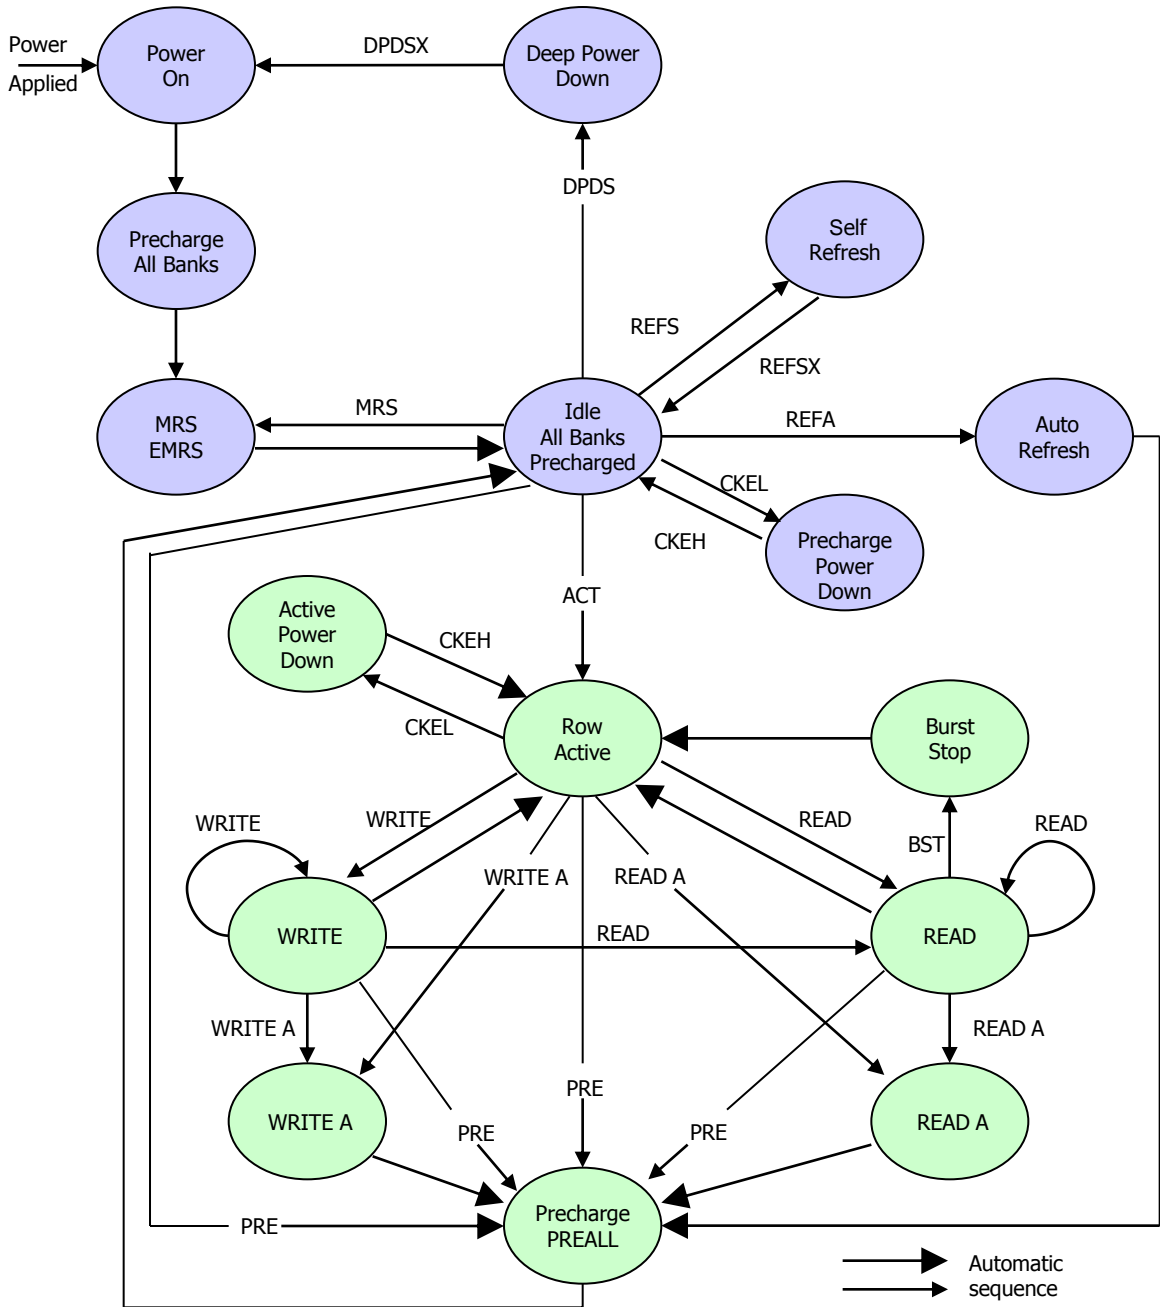 Power
Applied
Power
On
DPDSX
Deep Power
Down
DPDS
Precharge
All Banks
Self
Refresh
REFS
REFSX
MRS
EMRS
MRS
Idle
All Banks
Precharged
REFA
Auto
Refresh
CKEL
CKEH
Precharge
Power
Down
ACT
Active
Power
Down
CKEH
CKEL
Row
Active
Burst
Stop
WRITE
WRITE
READ
BST
READ
WRITE A
READ A
WRITE
READ
READ
WRITE A
READ A
WRITE A
PRE
READ A
PRE
PRE
Precharge
PREALL
PRE
Automatic
sequence